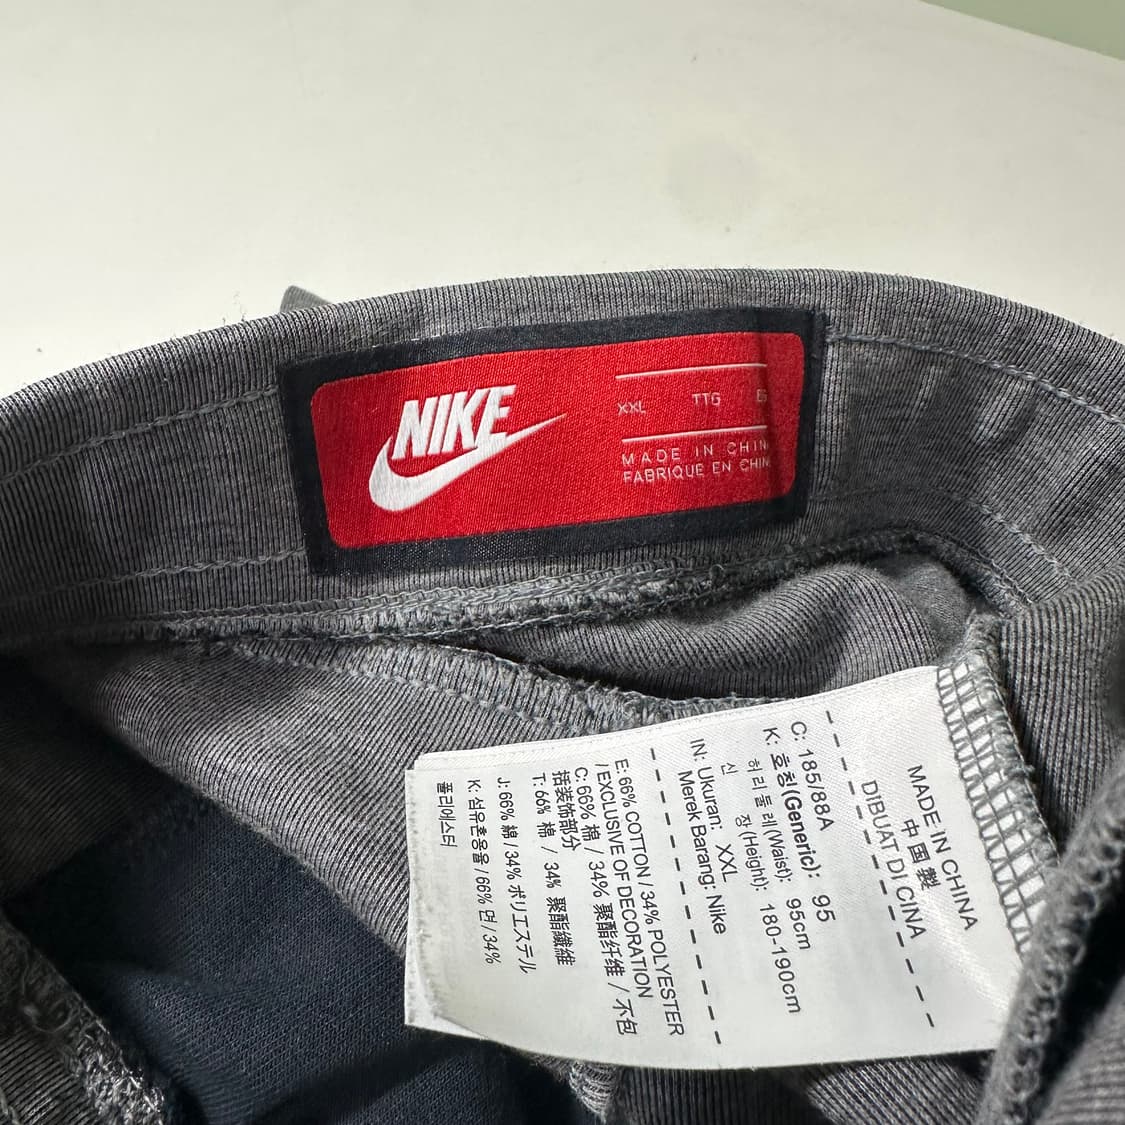 NIKE
XXL TTG
MADE IN CHIN
FABRIQUE EN CHIN
MADE IN CHINA
中国製
DIBUAT DI CINA
C: 185/88A
K: 호칭(Generic): 95
허리둘레(Waist): 95cm
신 장(Height): 180-190cm
IN: Ukuran: XXL
Merek Barang: Nike
E: 66% COTTON / 34% POLYESTER
/ EXCLUSIVE OF DECORATION
C: 66% 棉 / 34% 聚酯纤维 / 不包
括装饰部分
T: 66% 棉 / 34% 聚酯纖維
J: 66% 綿 / 34% ポリエステル
K: 섬유혼용율 / 66% 면 / 34%
폴리에스터